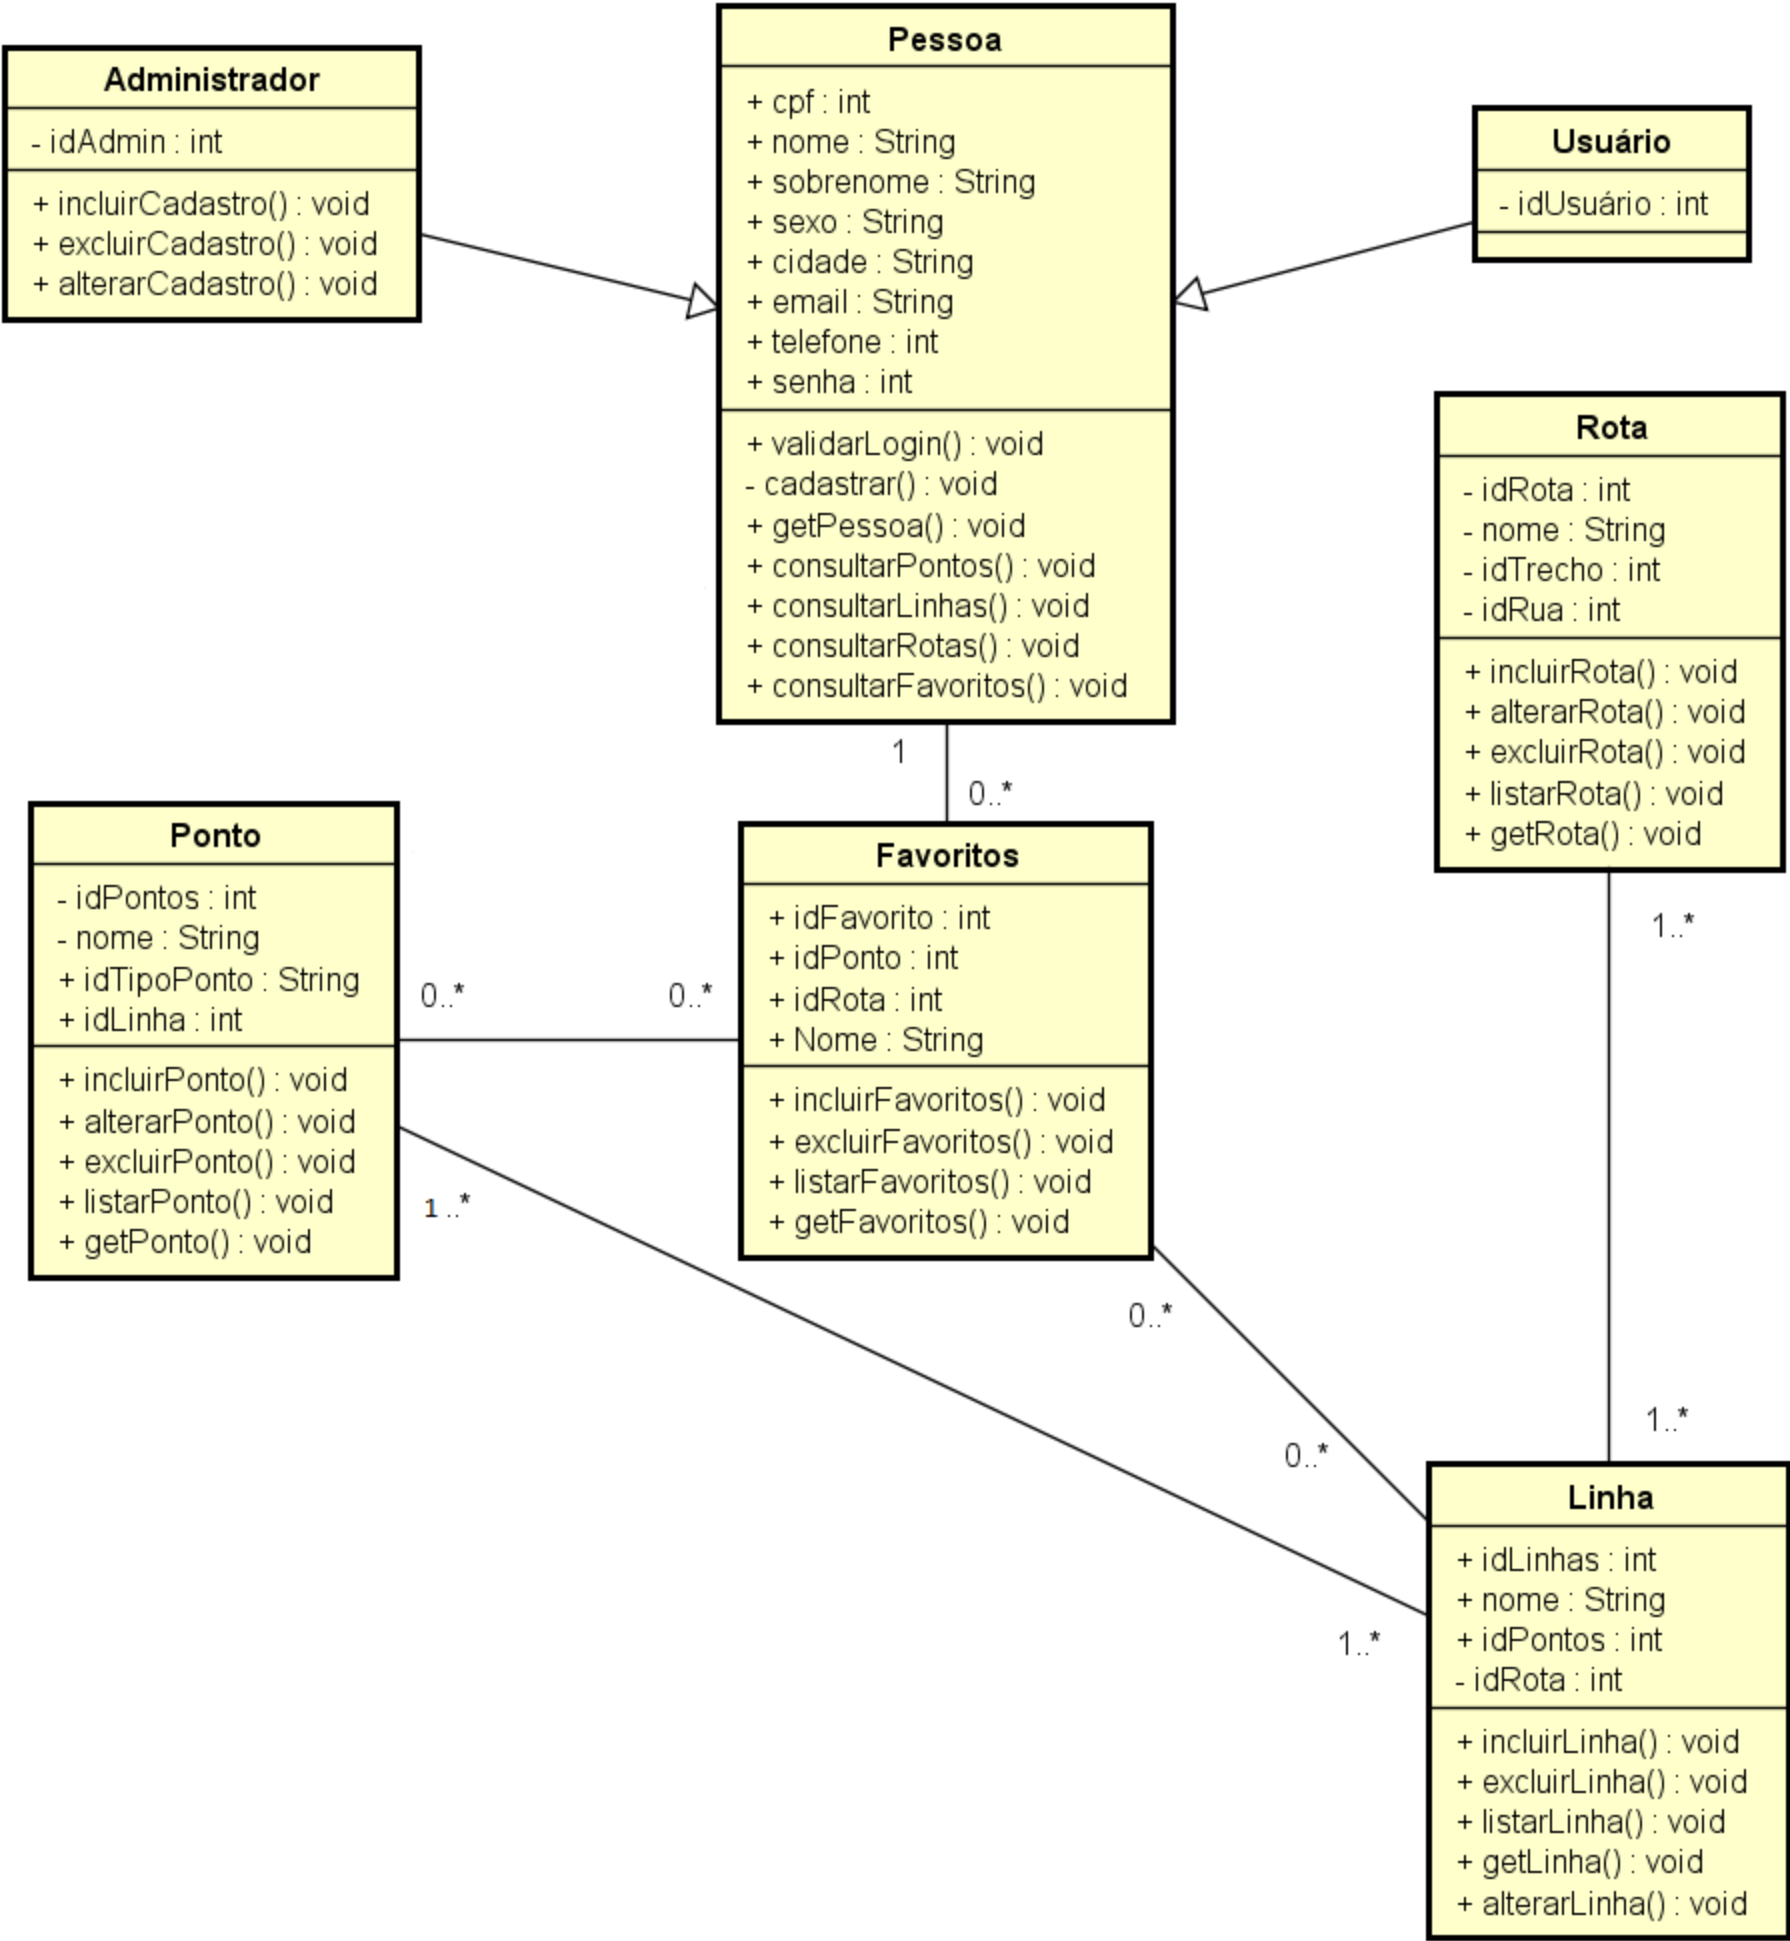 Administrador
- idAdmin : int
+ incluirCadastro() : void
+ excluirCadastro() : void
+ alterarCadastro() : void
Pessoa
+ cpf : int
+ nome : String
+ sobrenome : String
+ sexo : String
+ cidade : String
+ email : String
+ telefone : int
+ senha : int
+ validarLogin() : void
- cadastrar() : void
+ getPessoa() : void
+ consultarPontos() : void
+ consultarLinhas() : void
+ consultarRotas() : void
+ consultarFavoritos() : void
Usuário
- idUsuário : int
Rota
- idRota : int
- nome : String
- idTrecho : int
- idRua : int
+ incluirRota() : void
+ alterarRota() : void
+ excluirRota() : void
+ listarRota() : void
+ getRota() : void
1
0..*
Ponto
- idPontos : int
- nome : String
+ idTipoPonto : String
+ idLinha : int
+ incluirPonto() : void
+ alterarPonto() : void
+ excluirPonto() : void
+ listarPonto() : void
+ getPonto() : void
0..*
0..*
1 ..*
Favoritos
+ idFavorito : int
+ idPonto : int
+ idRota : int
+ Nome : String
+ incluirFavoritos() : void
+ excluirFavoritos() : void
+ listarFavoritos() : void
+ getFavoritos() : void
1..*
0..*
0..*
1..*
1..*
Linha
+ idLinhas : int
+ nome : String
+ idPontos : int
- idRota : int
+ incluirLinha() : void
+ excluirLinha() : void
+ listarLinha() : void
+ getLinha() : void
+ alterarLinha() : void